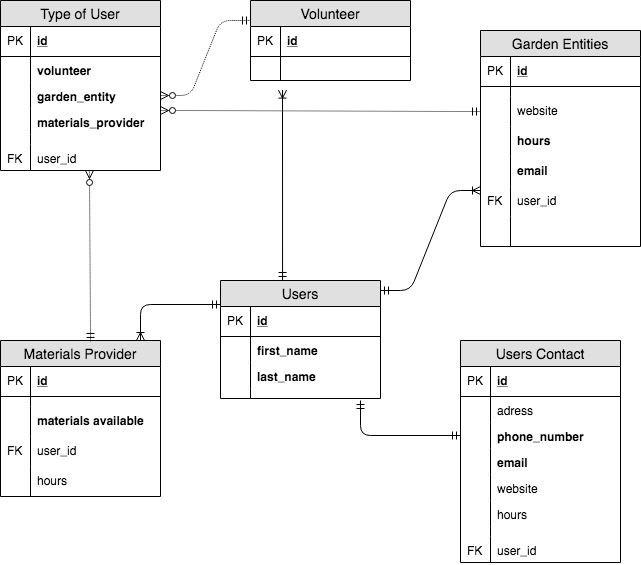 Type of User
PK id
volunteer
garden_entity
materials_provider
FK user_id
Volunteer
PK id
Garden Entities
PK id
website
hours
email
FK user_id
Users
PK id
first_name
last_name
Materials Provider
PK id
materials available
FK user_id
hours
Users Contact
PK id
adress
phone_number
email
website
hours
FK user_id